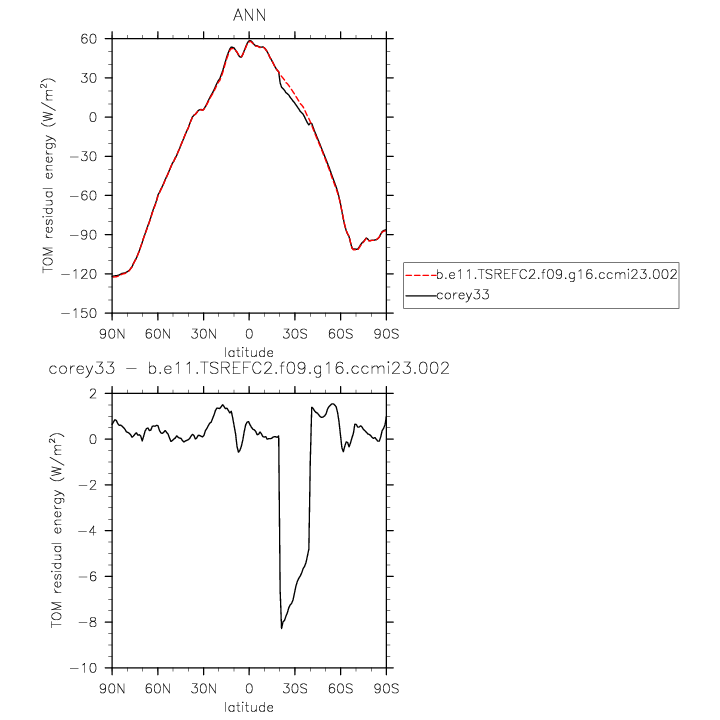 ANN
60
30
0
−30
−60
−90
−120
−150
TOM residual energy (W/m²)
90N 60N 30N 0 30S 60S 90S
latitude
b.e11.TSREFC2.f09.g16.ccmi23.002
corey33
corey33 − b.e11.TSREFC2.f09.g16.ccmi23.002
2
0
−2
−4
−6
−8
−10
TOM residual energy (W/m²)
90N 60N 30N 0 30S 60S 90S
latitude